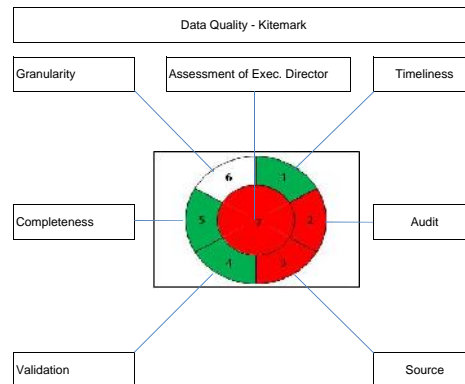 Data Quality - Kitemark
Granularity
Assessment of Exec. Director
Timeliness
6
1
Completeness
5
7
2
Audit
4
3
Validation
Source